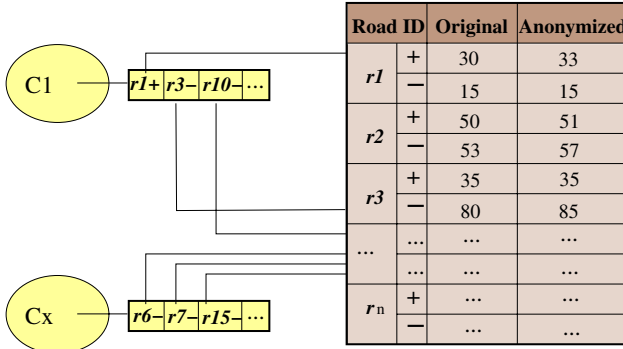 Road ID Original Anonymized
C1
r1+ r3− r10− ...
r1 + 30 33
− 15 15
r2 + 50 51
− 53 57
r3 + 35 35
− 80 85
... ... ... ...
... ... ...
Cx
r6− r7− r15− ...
rn + ... ...
− ... ...